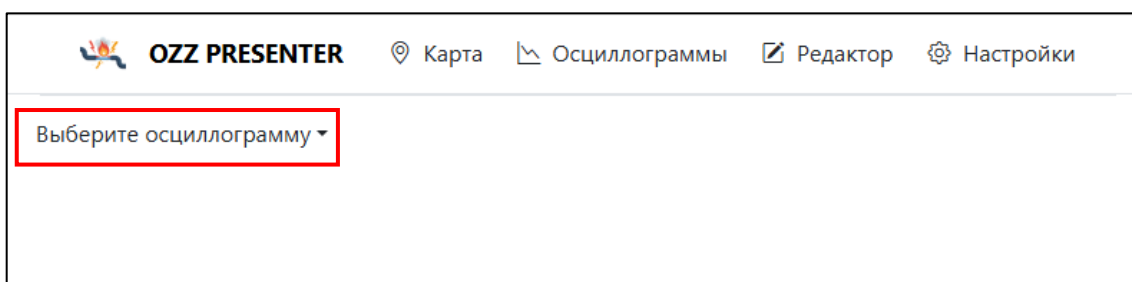 OZZ PRESENTER Карта Осциллограммы Редактор Настройки
Выберите осциллограмму